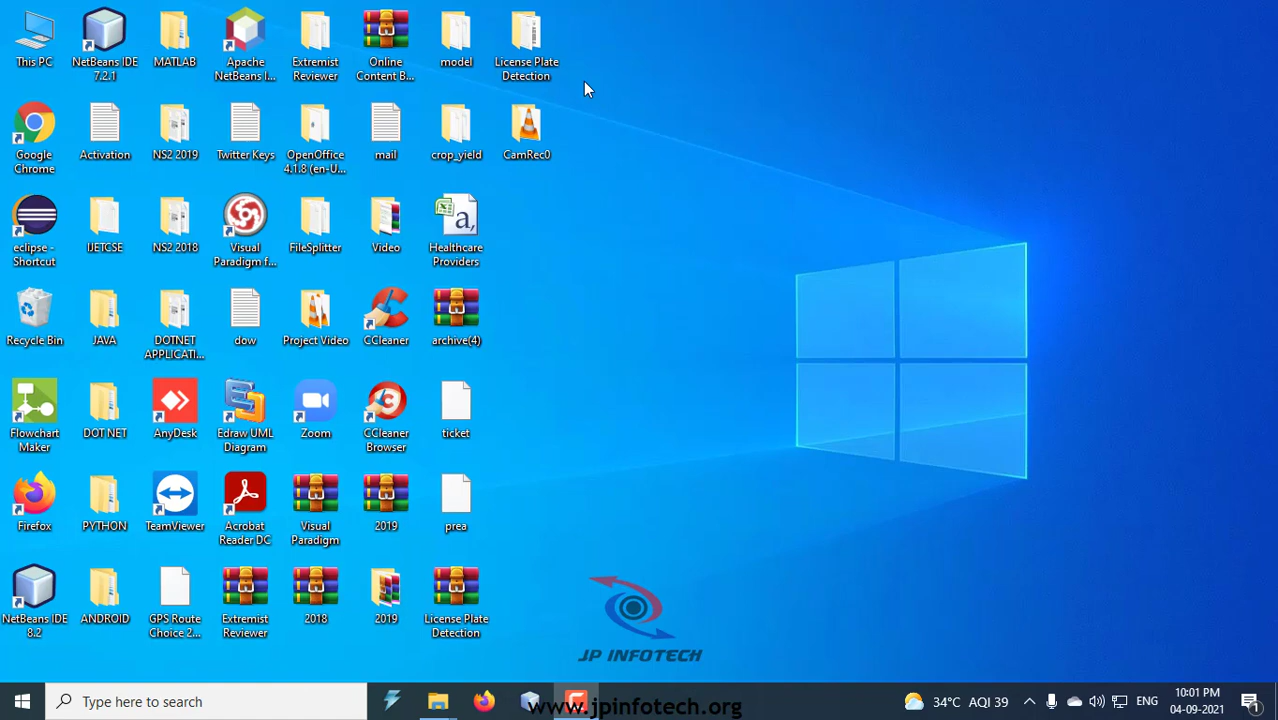 This PC
NetBeans IDE
7.2.1
MATLAB
Apache
NetBeans I...
Extremist
Reviewer
Online
Content B...
model
License Plate
Detection
Google
Chrome
Activation
NS2 2019
Twitter Keys
OpenOffice
4.1.8 (en-U...
mail
crop_yield
CamRec0
eclipse -
Shortcut
IJETCSE
NS2 2018
Visual
Paradigm f...
FileSplitter
Video
Healthcare
Providers
Recycle Bin
JAVA
DOTNET
APPLICATI...
dow
Project Video
CCleaner
archive(4)
Flowchart
Maker
DOT NET
AnyDesk
Edraw UML
Diagram
Zoom
CCleaner
Browser
ticket
Firefox
PYTHON
TeamViewer
Acrobat
Reader DC
Visual
Paradigm
2019
prea
NetBeans IDE
8.2
ANDROID
GPS Route
Choice 2...
Extremist
Reviewer
2018
2019
License Plate
Detection
JP INFOTECH
Type here to search
www.jpinfotech.org
34°C AQI 39
ENG
10:01 PM
04-09-2021